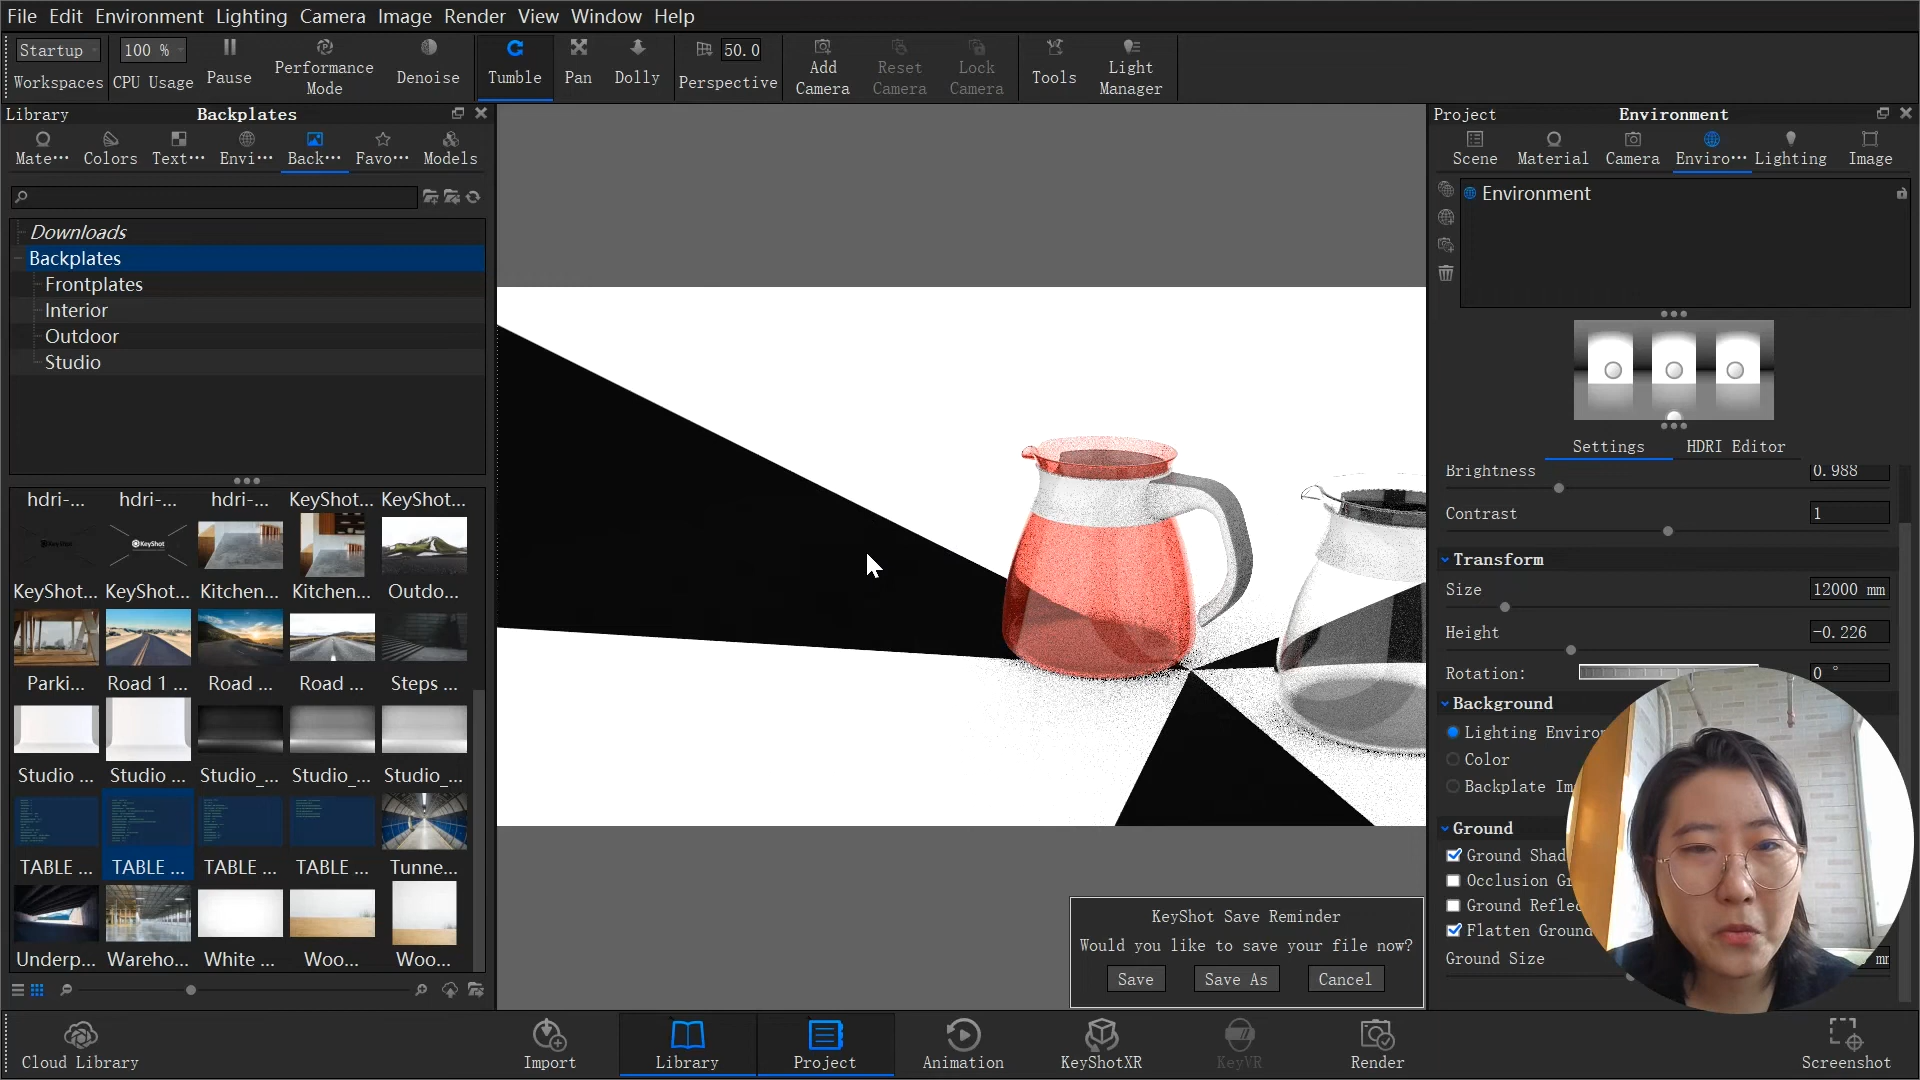 File Edit Environment Lighting Camera Image Render View Window Help
Startup 100 % 50.0
Workspaces CPU Usage Pause Performance Mode Denoise Tumble Pan Dolly Perspective Add Camera Reset Camera Lock Camera Tools Light Manager
Library Backplates
Mate··· Colors Text··· Envi··· Back··· Favo··· Models
Downloads
Backplates
Frontplates
Interior
Outdoor
Studio
hdri-... hdri-... hdri-... KeyShot... KeyShot...
KeyShot
KeyShot... KeyShot... Kitchen... Kitchen... Outdo...
Parki... Road 1 ... Road ... Road ... Steps ...
Studio ... Studio ... Studio_... Studio_... Studio_...
TABLE ... TABLE ... TABLE ... TABLE ... Tunne...
Underp... Wareho... White ... Woo... Woo...
KeyShot Save Reminder
Would you like to save your file now?
Save Save As Cancel
Project Environment
Scene Material Camera Enviro··· Lighting Image
Environment
Settings HDRI Editor
Brightness 0.988
Contrast 1
Transform
Size 12000 mm
Height -0.226
Rotation: 0 °
Background
Lighting Environ
Color
Backplate Im
Ground
Ground Shad
Occlusion Gr
Ground Reflec
Flatten Ground
Ground Size
Cloud Library Import Library Project Animation KeyShotXR KeyVR Render Screenshot